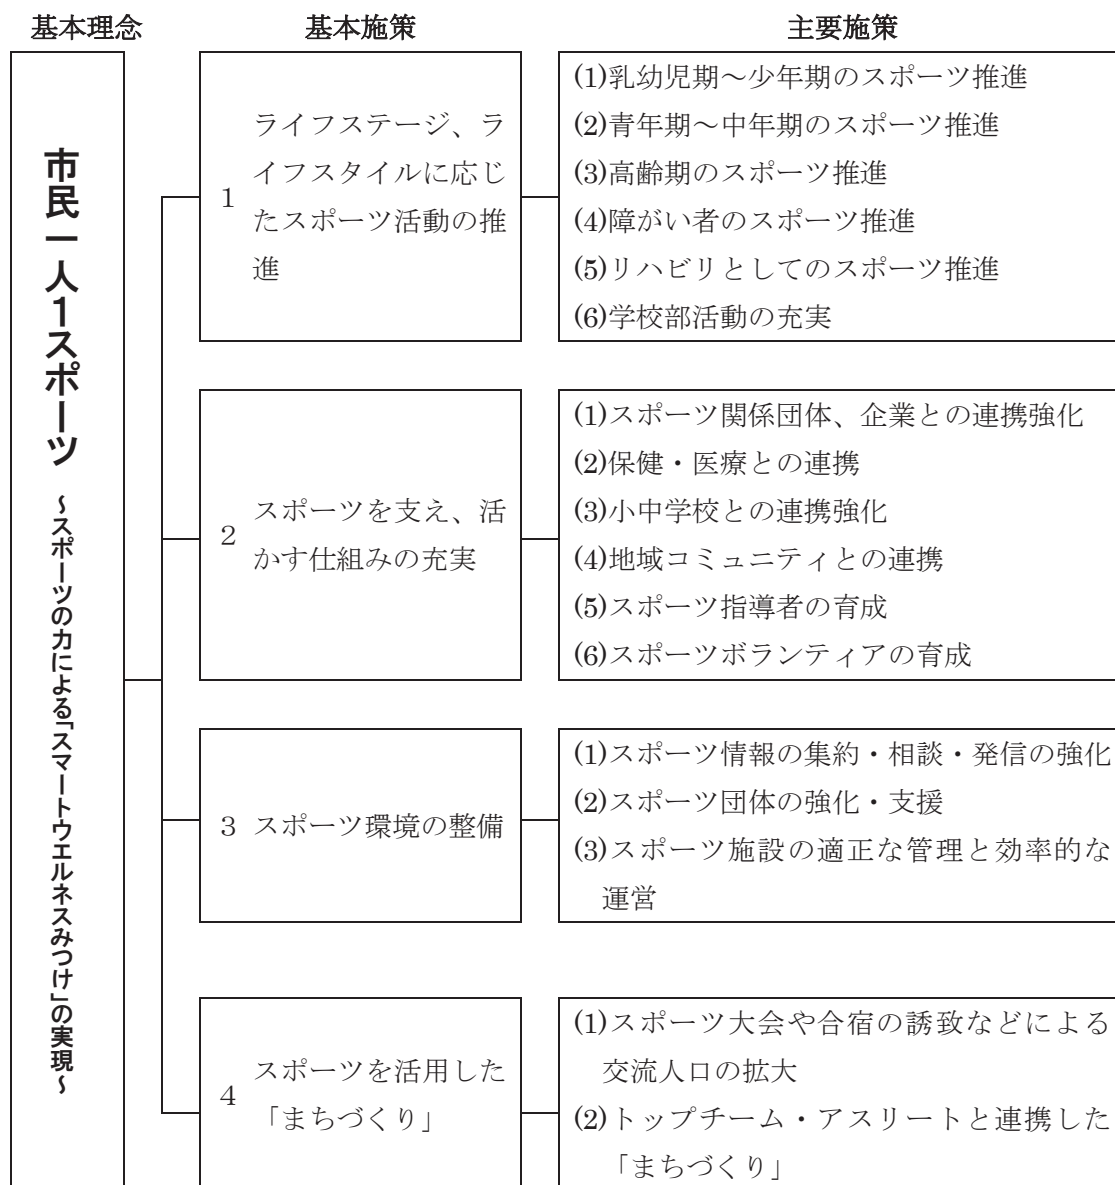 基本理念
基本施策
主要施策
市民一人1スポーツ ~スポーツの力による「スマートウエルネスみつけ」の実現~
1
ライフステージ、ラ
イフスタイルに応じ
たスポーツ活動の推
進
(1)乳幼児期～少年期のスポーツ推進
(2)青年期～中年期のスポーツ推進
(3)高齢期のスポーツ推進
(4)障がい者のスポーツ推進
(5)リハビリとしてのスポーツ推進
(6)学校部活動の充実
2
スポーツを支え、活
かす仕組みの充実
(1)スポーツ関係団体、企業との連携強化
(2)保健・医療との連携
(3)小中学校との連携強化
(4)地域コミュニティとの連携
(5)スポーツ指導者の育成
(6)スポーツボランティアの育成
3 スポーツ環境の整備
(1)スポーツ情報の集約・相談・発信の強化
(2)スポーツ団体の強化・支援
(3)スポーツ施設の適正な管理と効率的な
運営
4
スポーツを活用した
「まちづくり」
(1)スポーツ大会や合宿の誘致などによる
交流人口の拡大
(2)トップチーム・アスリートと連携した
「まちづくり」